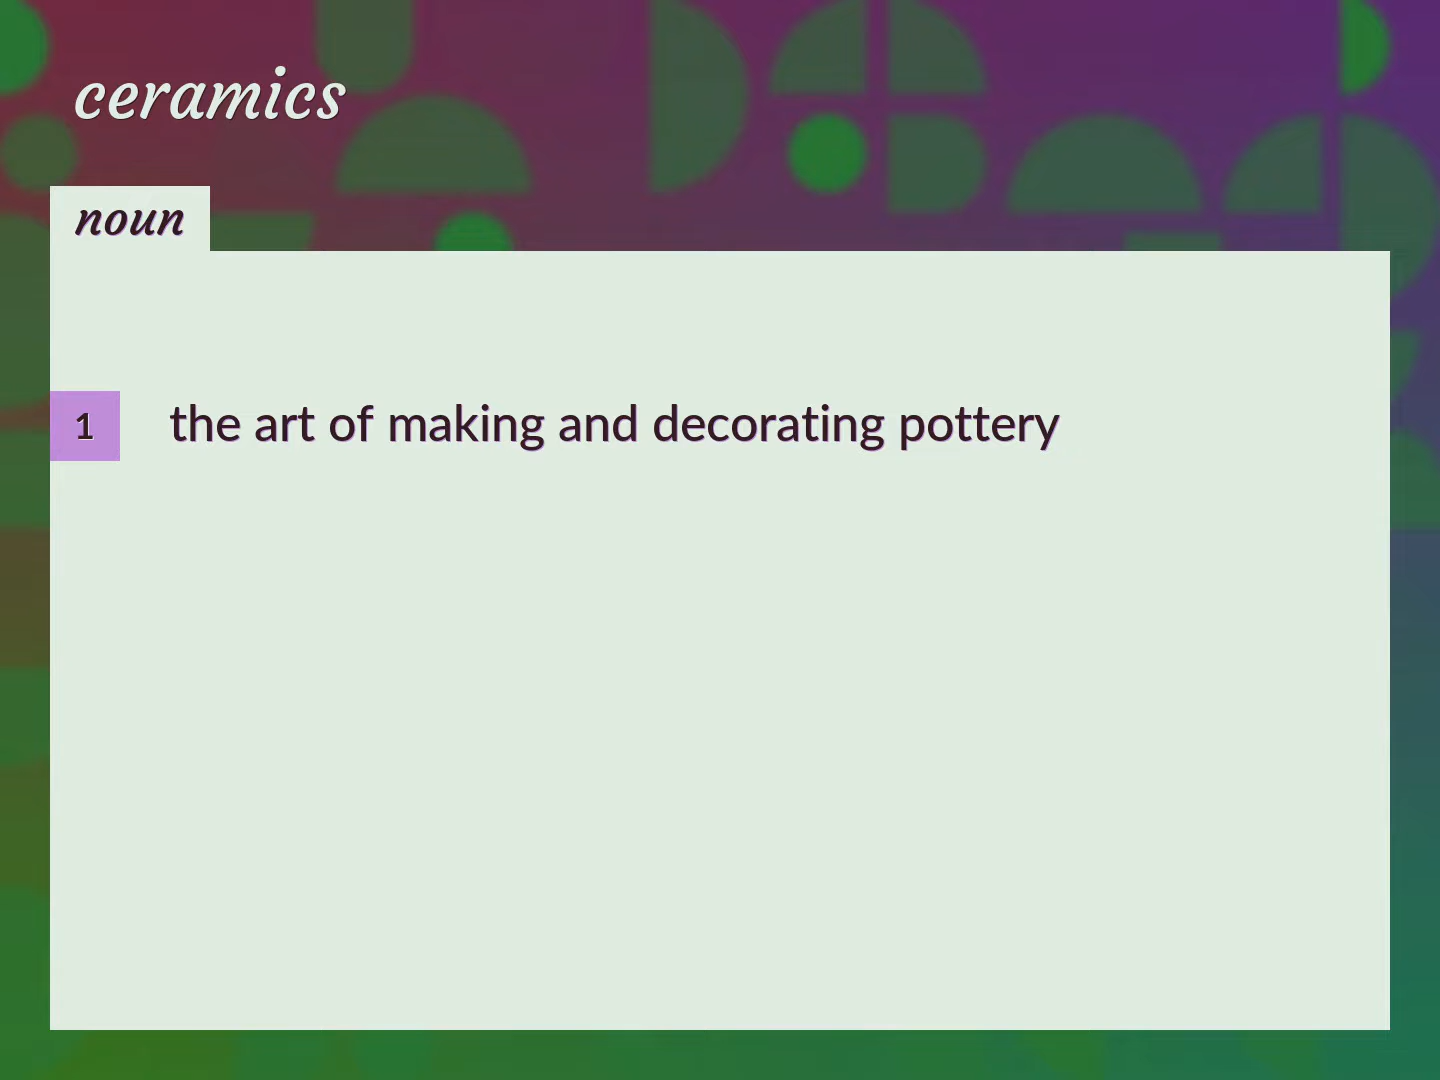 ceramics
noun
1 the art of making and decorating pottery